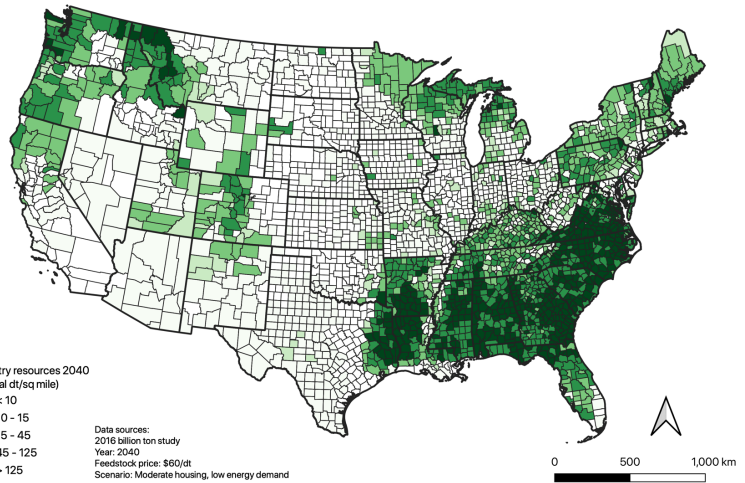 try resources 2040
al dt/sq mile)
< 10
0 - 15
5 - 45
45 - 125
> 125
Data sources:
2016 billion ton study
Year: 2040
Feedstock price: $60/dt
Scenario: Moderate housing, low energy demand
0 500 1,000 km